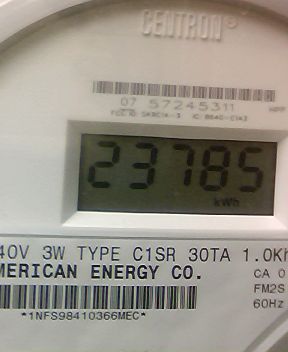 CENTRON®
07 57245311
23785
kWh
40V 3W TYPE C1SR 30TA 1.0Kh
MERICAN ENERGY CO.
CA 0
FM2S
60Hz
*1NFS98410366MEC*